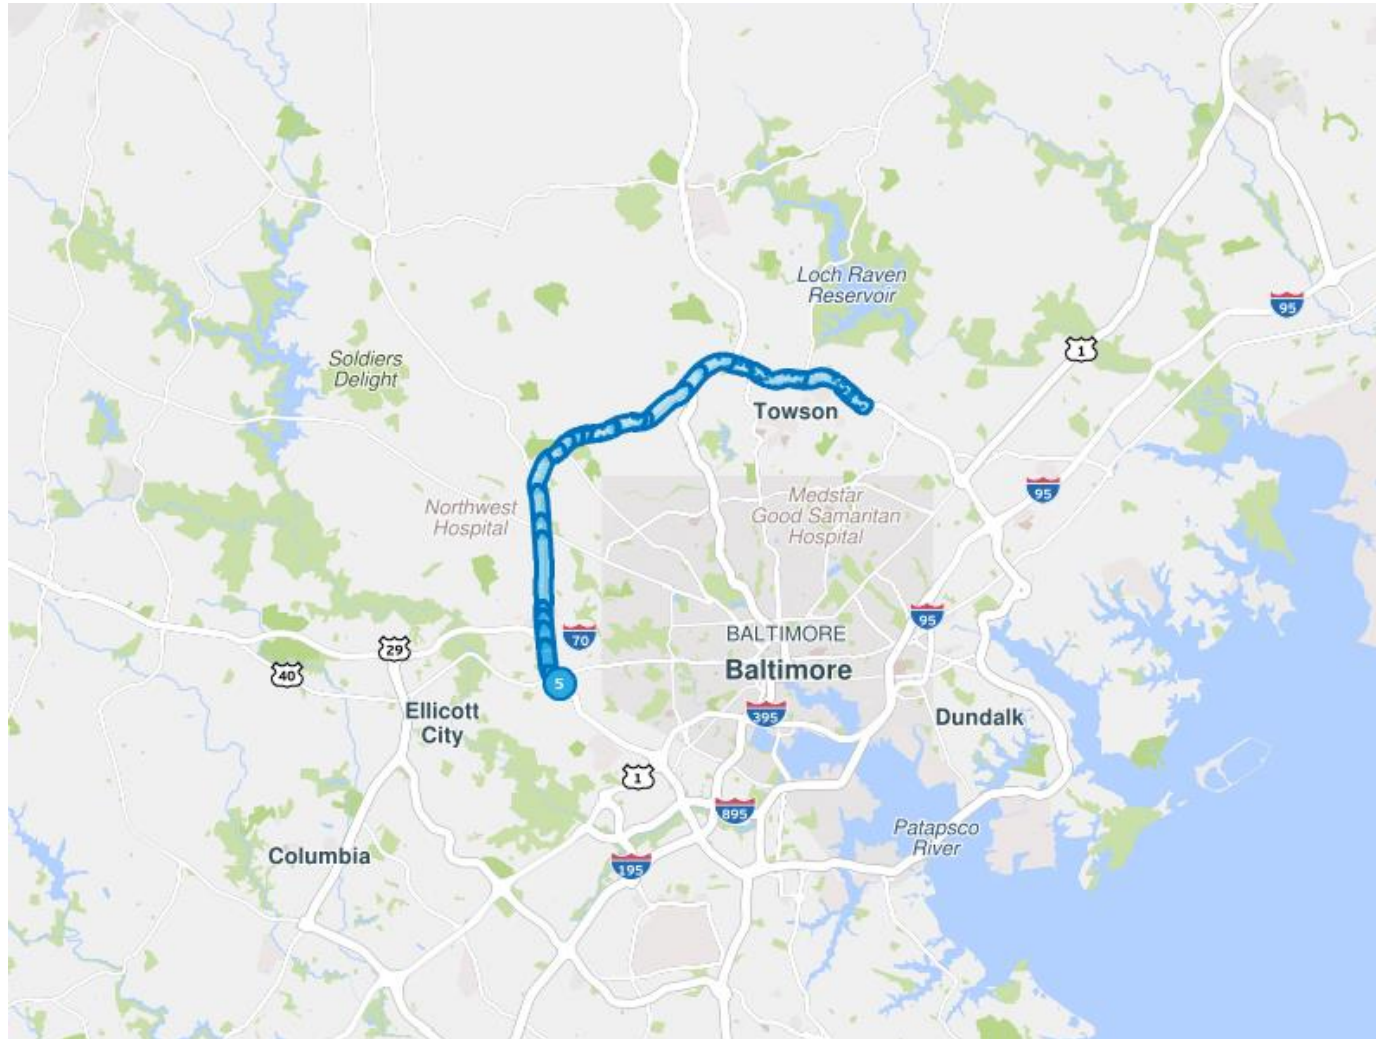 Loch Raven
Reservoir
95
1
Soldiers
Delight
Towson
95
Northwest
Hospital
Medstar
Good Samaritan
Hospital
95
70
BALTIMORE
29
40
Baltimore
5
Ellicott
City
395
Dundalk
1
895
Patapsco
River
Columbia
195